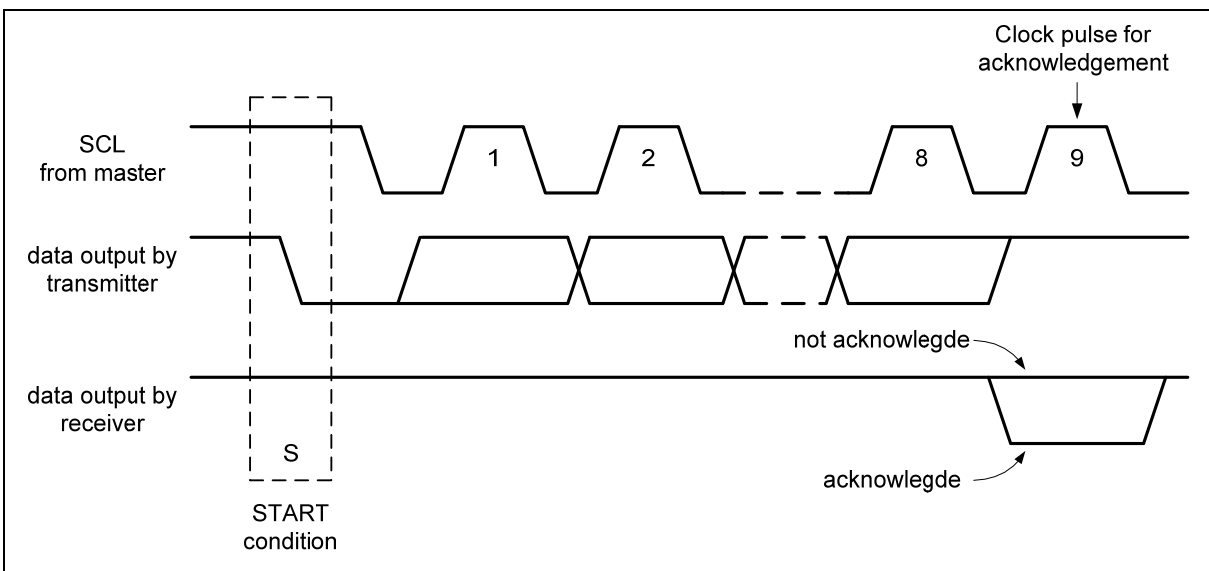 Clock pulse for
acknowledgement
SCL
from master
1
2
8
9
data output by
transmitter
not acknowlegde
data output by
receiver
S
acknowlegde
START
condition